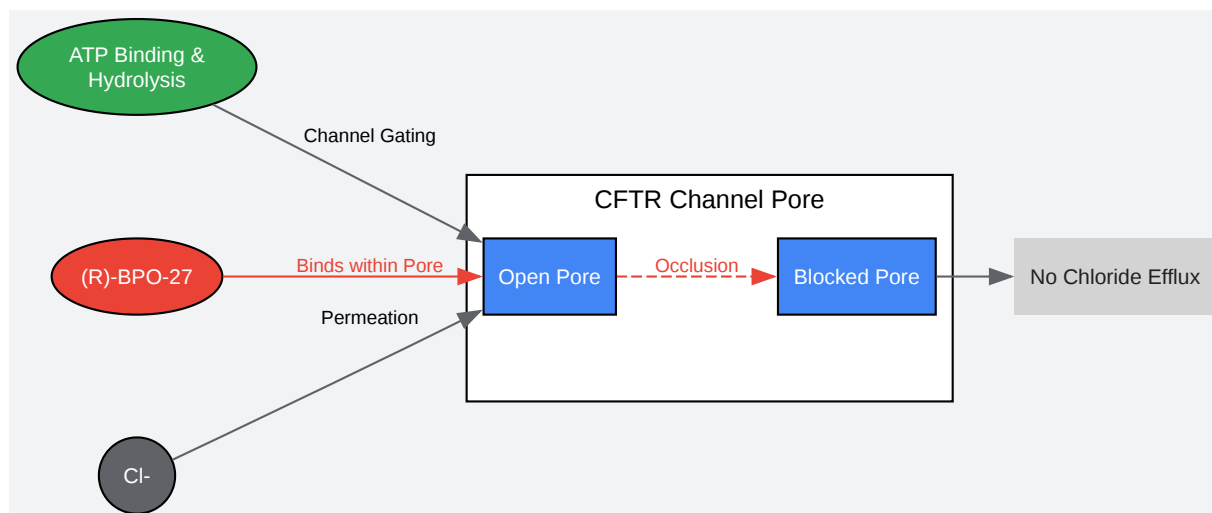 ATP Binding &
Hydrolysis
Channel Gating
CFTR Channel Pore
(R)-BPO-27
Binds within Pore
Open Pore
Occlusion
Blocked Pore
No Chloride Efflux
Permeation
Cl-